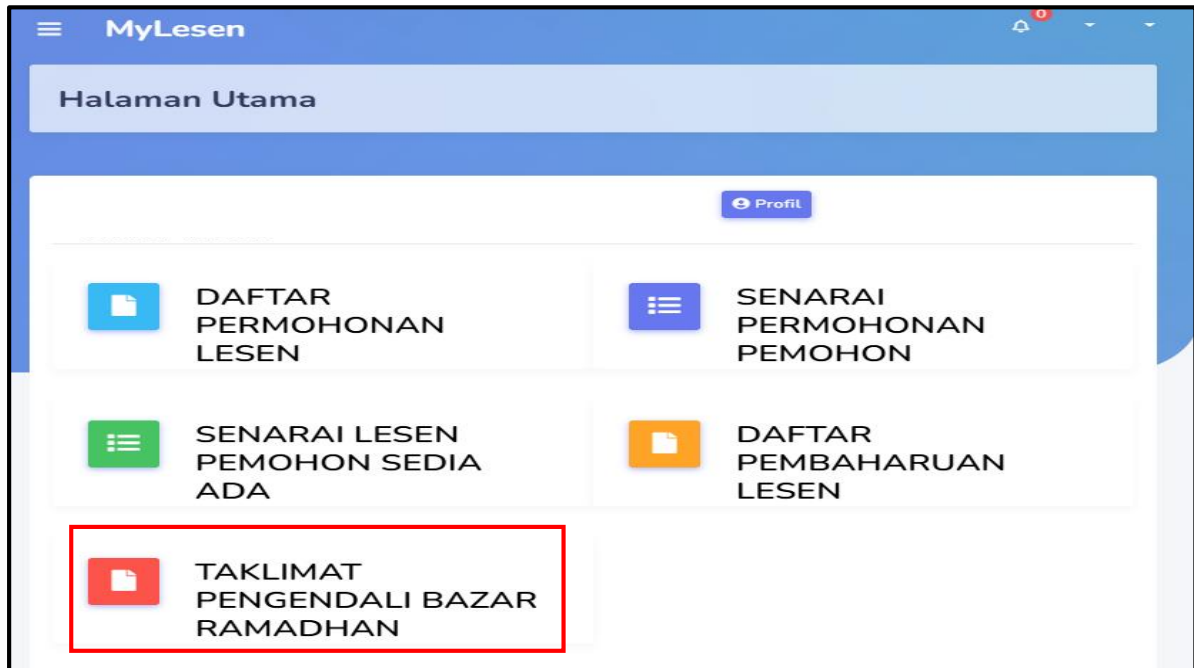 MyLesen
0
Halaman Utama
Profil
DAFTAR
PERMOHONAN
LESEN
SENARAI
PERMOHONAN
PEMOHON
SENARAI LESEN
PEMOHON SEDIA
ADA
DAFTAR
PEMBAHARUAN
LESEN
TAKLIMAT
PENGENDALI BAZAR
RAMADHAN